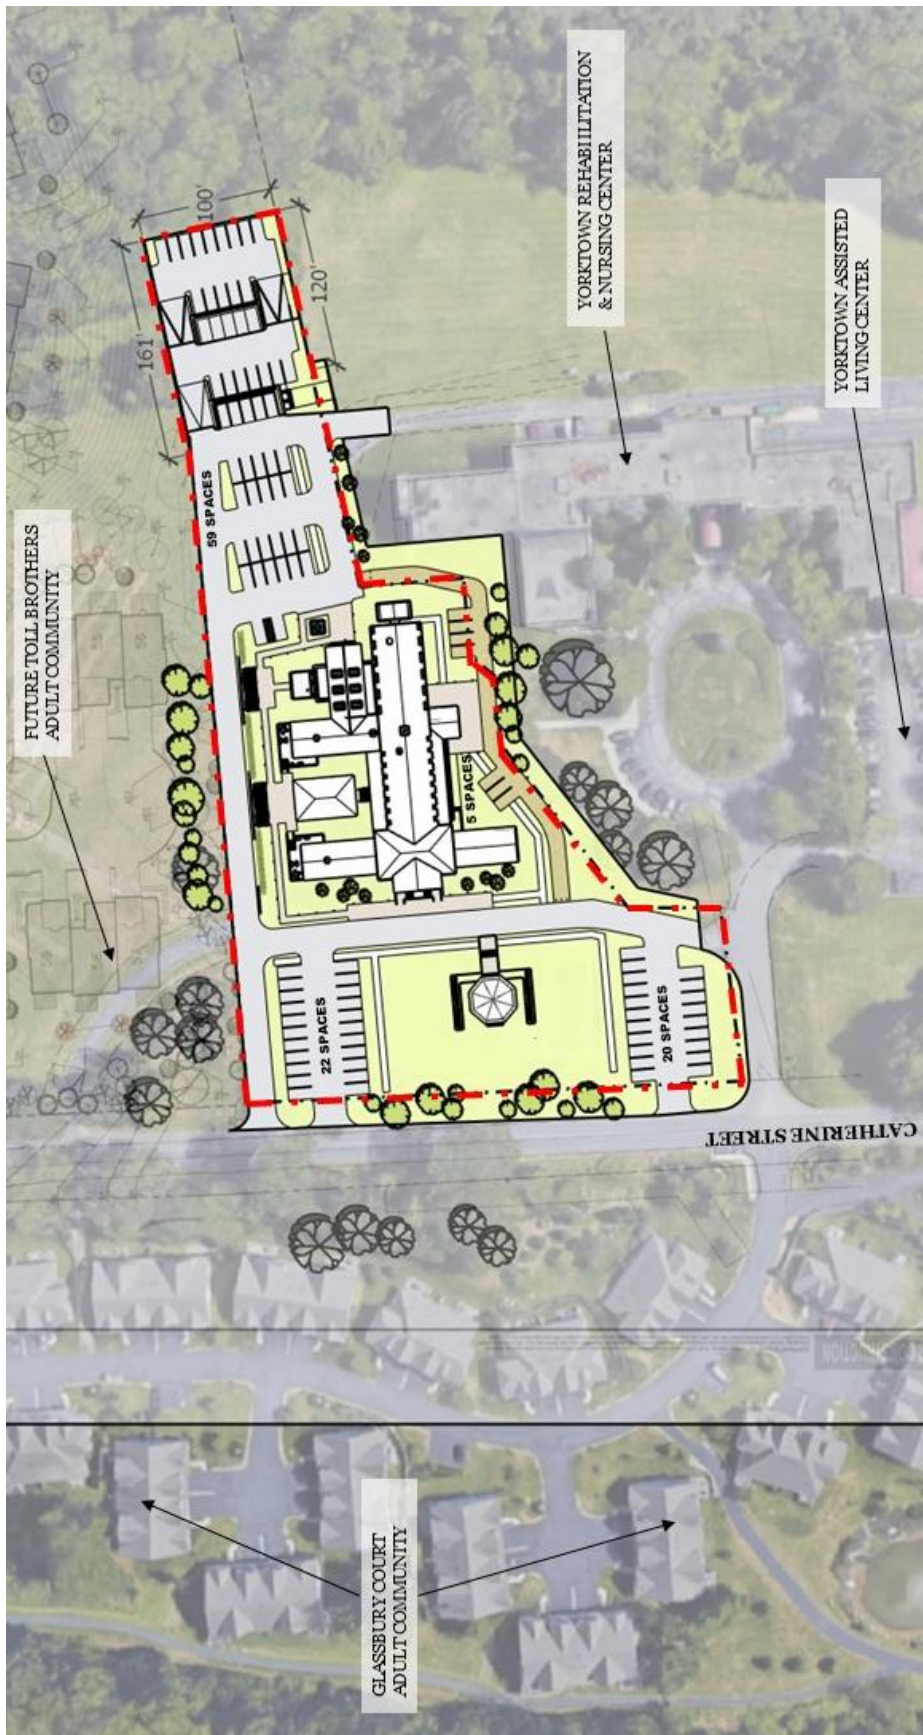 YORKTOWN REHABIILITATION
& NURSING CENTER
YORKTOWN ASSISTED
LIVING CENTER
100'
120'
161'
59 SPACES
FUTURE TOLL BROTHERS
ADULT COMMUNITY
5 SPACES
22 SPACES
20 SPACES
CATHERINE STREET
GLASSBURY COURT
ADULT COMMUNITY